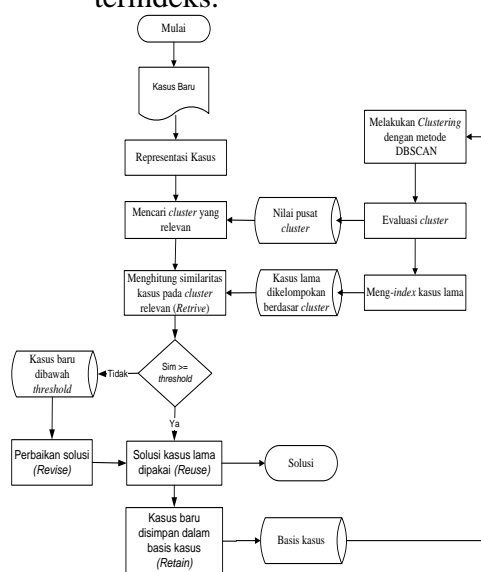 terindeks.
Mulai
Kasus Baru
Representasi Kasus
Mencari cluster yang
relevan
Menghitung similaritas
kasus pada cluster
relevan (Retrive)
Melakukan Clustering
dengan metode
DBSCAN
Evaluasi cluster
Nilai pusat
cluster
Meng-index kasus lama
Kasus lama
dikelompokan
berdasar cluster
Sim >=
threshold
Tidak
Kasus baru
dibawah
threshold
Ya
Perbaikan solusi
(Revise)
Solusi kasus lama
dipakai (Reuse)
Solusi
Kasus baru
disimpan dalam
basis kasus
(Retain)
Basis kasus